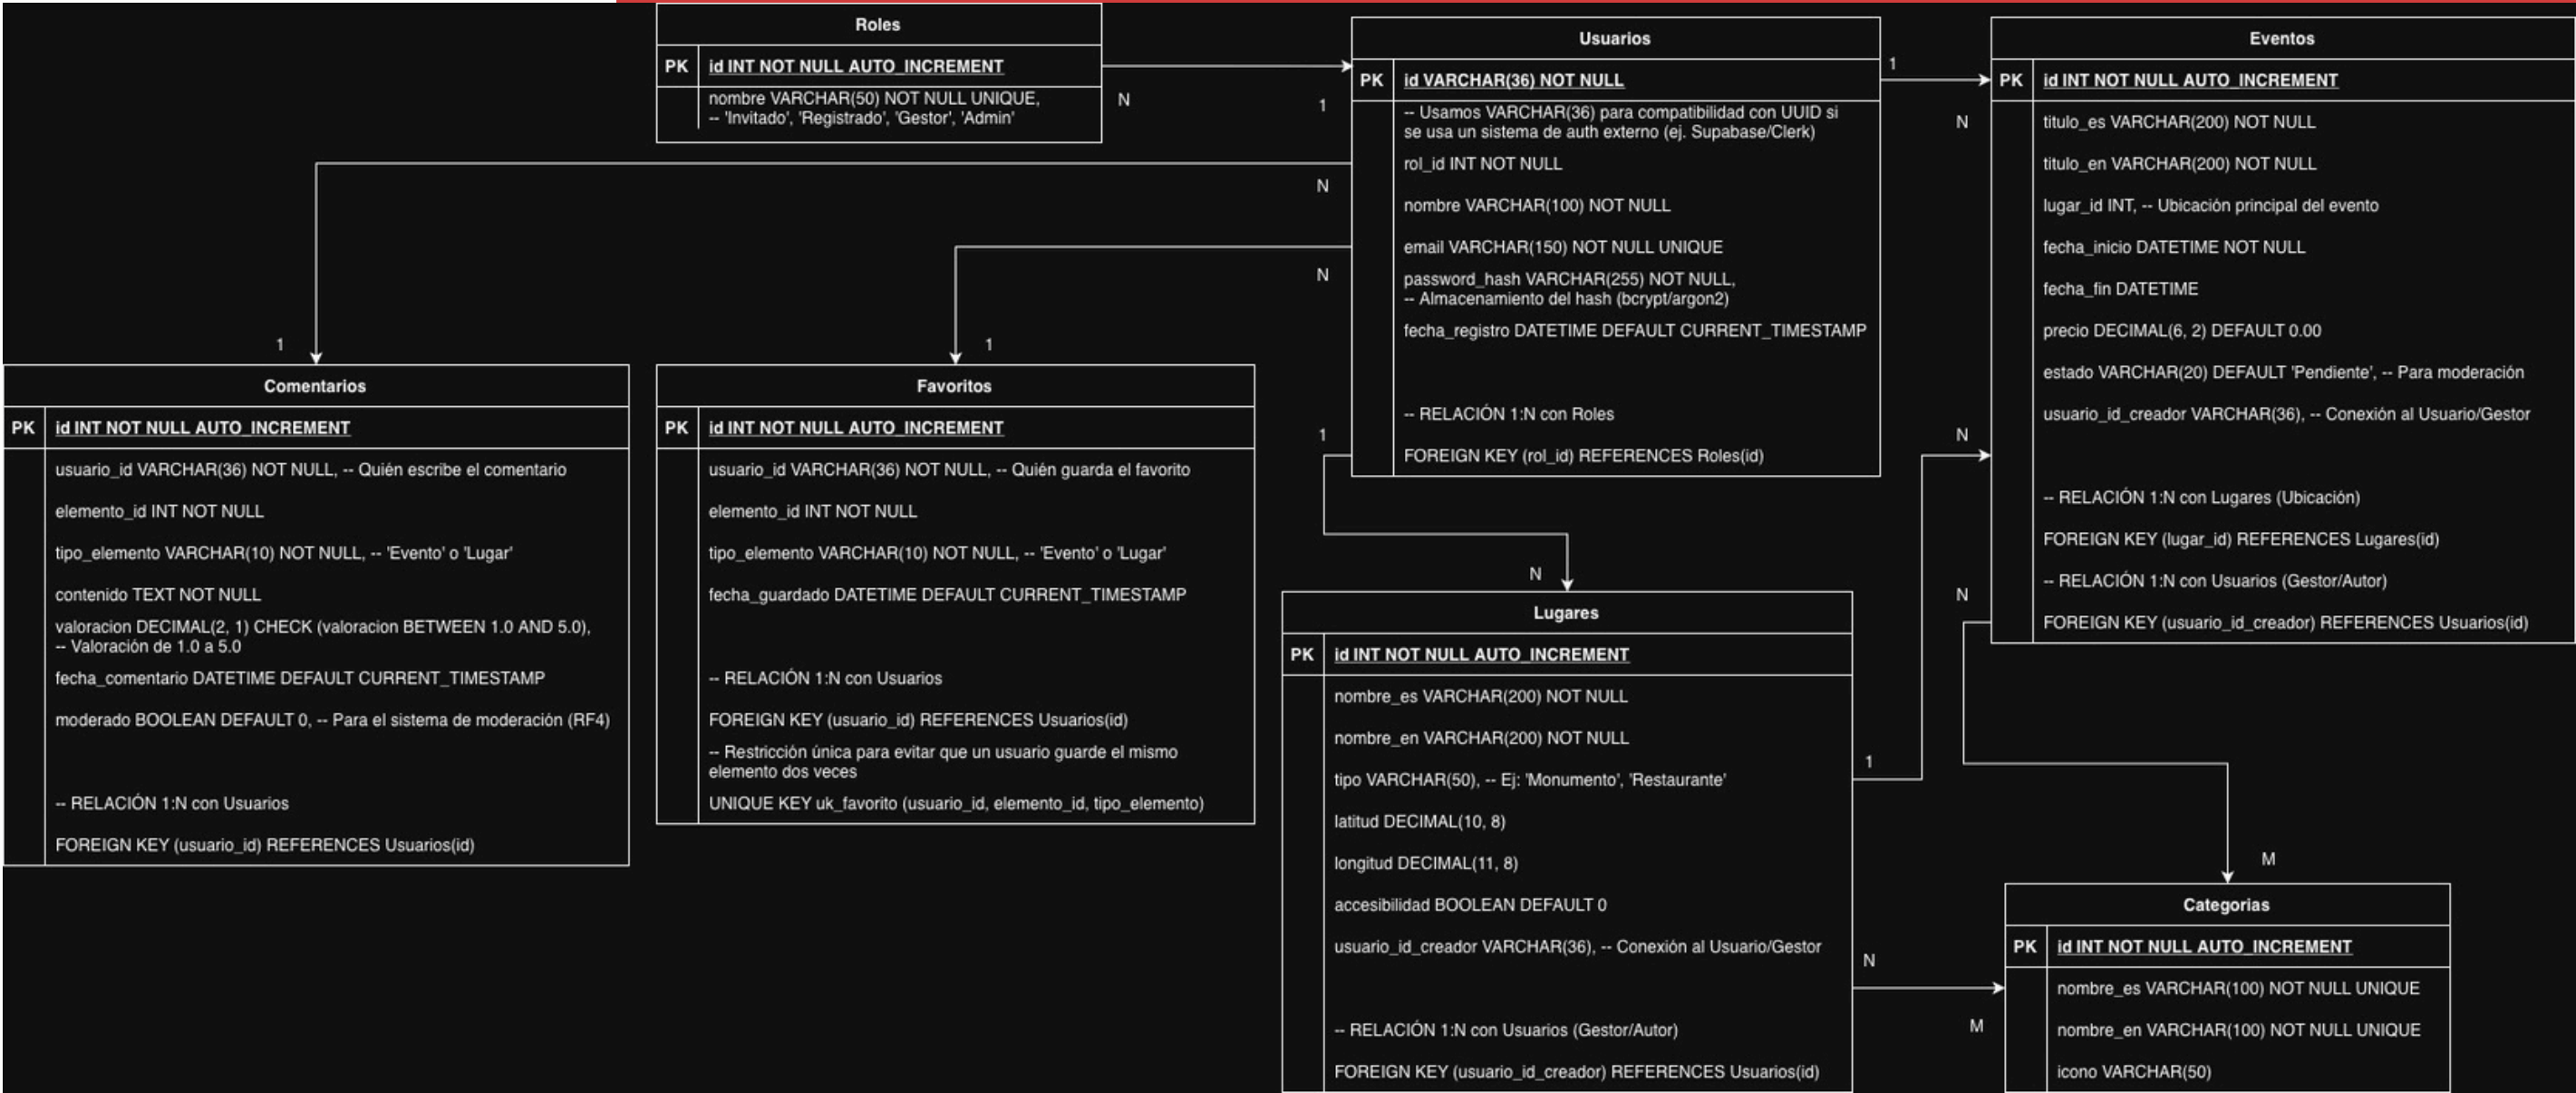 Roles
PK id INT NOT NULL AUTO_INCREMENT
nombre VARCHAR(50) NOT NULL UNIQUE,
-- 'Invitado', 'Registrado', 'Gestor', 'Admin'
N
1
Usuarios
PK id VARCHAR(36) NOT NULL
-- Usamos VARCHAR(36) para compatibilidad con UUID si
se usa un sistema de auth externo (ej. Supabase/Clerk)
rol_id INT NOT NULL
nombre VARCHAR(100) NOT NULL
email VARCHAR(150) NOT NULL UNIQUE
password_hash VARCHAR(255) NOT NULL,
-- Almacenamiento del hash (bcrypt/argon2)
fecha_registro DATETIME DEFAULT CURRENT_TIMESTAMP
-- RELACIÓN 1:N con Roles
FOREIGN KEY (rol_id) REFERENCES Roles(id)
1
N
Eventos
PK id INT NOT NULL AUTO_INCREMENT
titulo_es VARCHAR(200) NOT NULL
titulo_en VARCHAR(200) NOT NULL
lugar_id INT, -- Ubicación principal del evento
fecha_inicio DATETIME NOT NULL
fecha_fin DATETIME
precio DECIMAL(6, 2) DEFAULT 0.00
estado VARCHAR(20) DEFAULT 'Pendiente', -- Para moderación
usuario_id_creador VARCHAR(36), -- Conexión al Usuario/Gestor
-- RELACIÓN 1:N con Lugares (Ubicación)
FOREIGN KEY (lugar_id) REFERENCES Lugares(id)
-- RELACIÓN 1:N con Usuarios (Gestor/Autor)
FOREIGN KEY (usuario_id_creador) REFERENCES Usuarios(id)
N
1
N
1
Comentarios
PK id INT NOT NULL AUTO_INCREMENT
usuario_id VARCHAR(36) NOT NULL, -- Quién escribe el comentario
elemento_id INT NOT NULL
tipo_elemento VARCHAR(10) NOT NULL, -- 'Evento' o 'Lugar'
contenido TEXT NOT NULL
valoracion DECIMAL(2, 1) CHECK (valoracion BETWEEN 1.0 AND 5.0),
-- Valoración de 1.0 a 5.0
fecha_comentario DATETIME DEFAULT CURRENT_TIMESTAMP
moderado BOOLEAN DEFAULT 0, -- Para el sistema de moderación (RF4)
-- RELACIÓN 1:N con Usuarios
FOREIGN KEY (usuario_id) REFERENCES Usuarios(id)
Favoritos
PK id INT NOT NULL AUTO_INCREMENT
usuario_id VARCHAR(36) NOT NULL, -- Quién guarda el favorito
elemento_id INT NOT NULL
tipo_elemento VARCHAR(10) NOT NULL, -- 'Evento' o 'Lugar'
fecha_guardado DATETIME DEFAULT CURRENT_TIMESTAMP
-- RELACIÓN 1:N con Usuarios
FOREIGN KEY (usuario_id) REFERENCES Usuarios(id)
-- Restricción única para evitar que un usuario guarde el mismo
elemento dos veces
UNIQUE KEY uk_favorito (usuario_id, elemento_id, tipo_elemento)
1
N
Lugares
PK id INT NOT NULL AUTO_INCREMENT
nombre_es VARCHAR(200) NOT NULL
nombre_en VARCHAR(200) NOT NULL
tipo VARCHAR(50), -- Ej: 'Monumento', 'Restaurante'
latitud DECIMAL(10, 8)
longitud DECIMAL(11, 8)
accesibilidad BOOLEAN DEFAULT 0
usuario_id_creador VARCHAR(36), -- Conexión al Usuario/Gestor
-- RELACIÓN 1:N con Usuarios (Gestor/Autor)
FOREIGN KEY (usuario_id_creador) REFERENCES Usuarios(id)
N
1
N
M
N
M
Categorias
PK id INT NOT NULL AUTO_INCREMENT
nombre_es VARCHAR(100) NOT NULL UNIQUE
nombre_en VARCHAR(100) NOT NULL UNIQUE
icono VARCHAR(50)